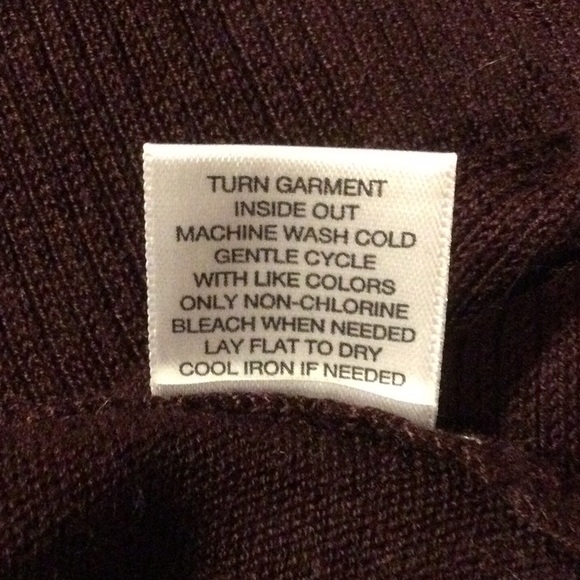 TURN GARMENT
INSIDE OUT
MACHINE WASH COLD
GENTLE CYCLE
WITH LIKE COLORS
ONLY NON-CHLORINE
BLEACH WHEN NEEDED
LAY FLAT TO DRY
COOL IRON IF NEEDED